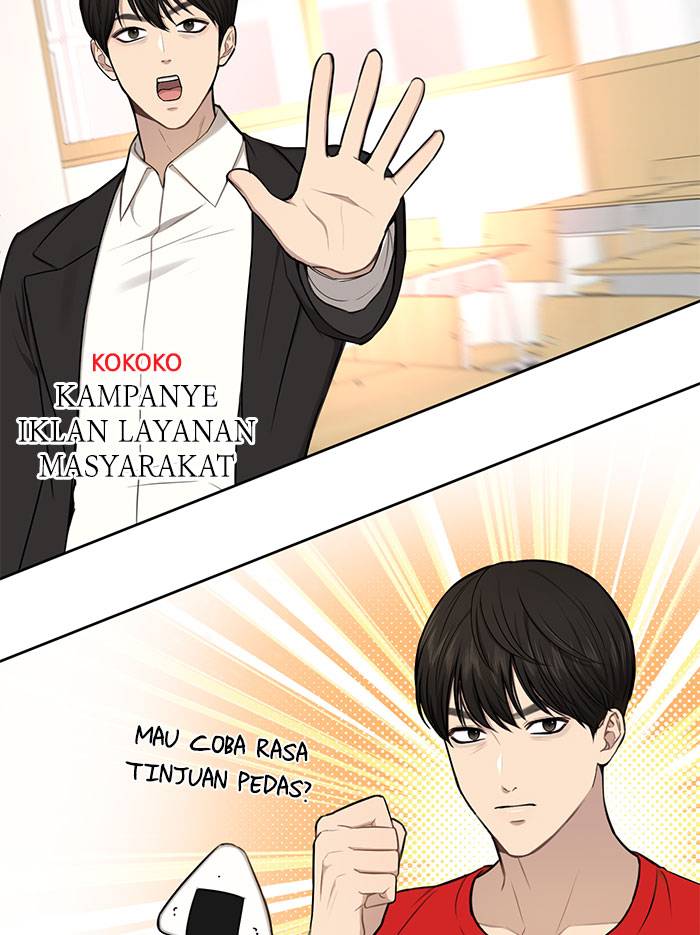 KOKOKO
KAMPANYE
IKLAN LAYANAN
MASYARAKAT
MAU COBA RASA
TINJUAN PEDAS?